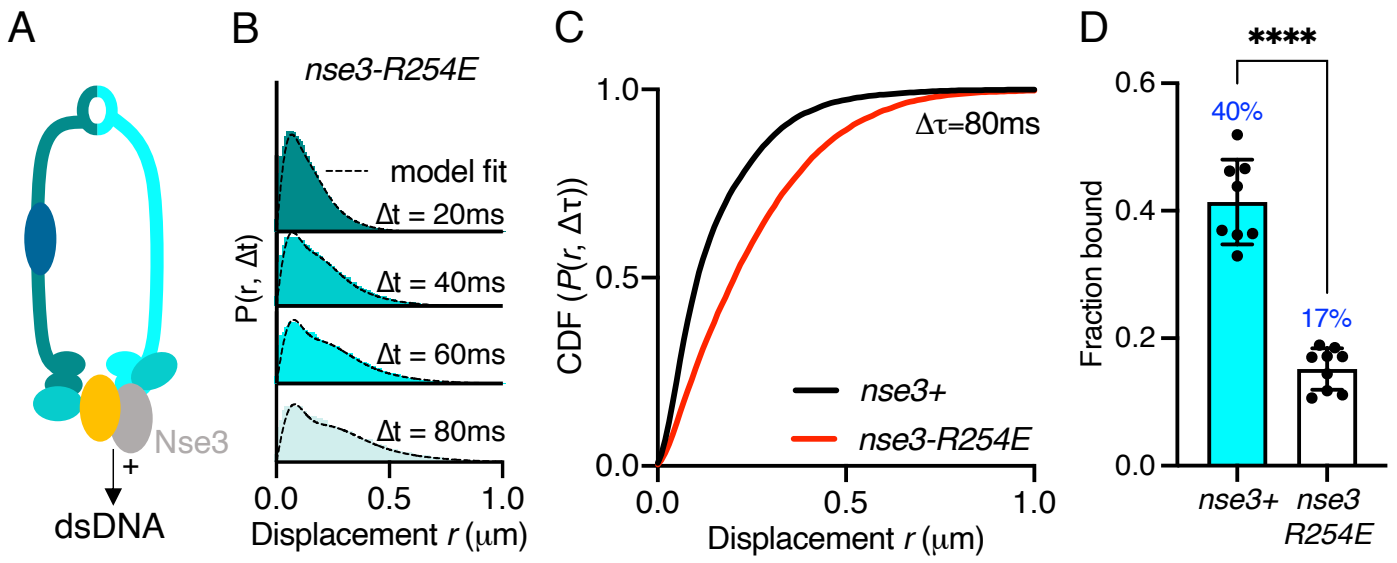 A
Nse3
+
dsDNA
B
nse3-R254E
model fit
Δt = 20ms
Δt = 40ms
Δt = 60ms
Δt = 80ms
P(r, Δt)
0.0 0.5 1.0
Displacement r (μm)
C
1.0
0.5
0.0
CDF (P(r, Δτ))
Δτ=80ms
nse3+
nse3-R254E
0.0 0.5 1.0
Displacement r (μm)
D
****
0.6
0.4
0.2
0.0
Fraction bound
40%
17%
nse3+
nse3
R254E